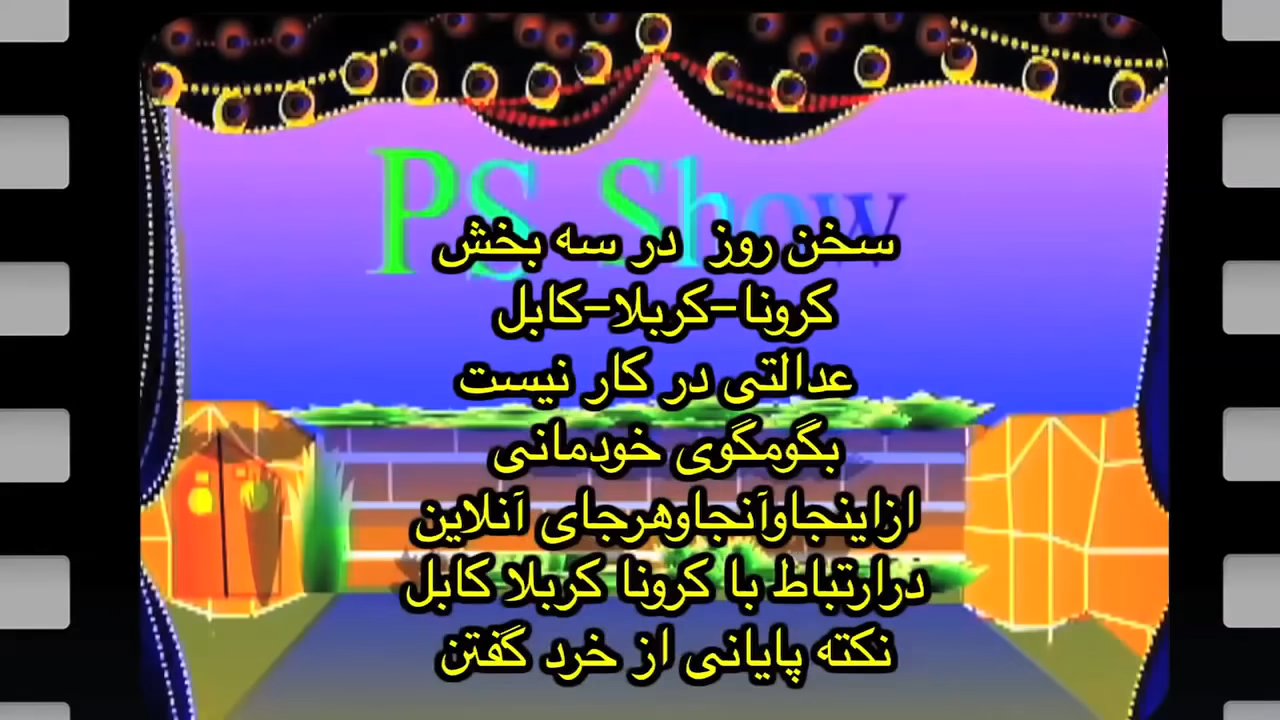 PS Show
سخن روز در سه بخش
کرونا-کربلا-کابل
عدالتی در کار نیست
بگومگوی خودمانی
ازاینجاوآنجاوهرجای آنلاین
درارتباط با کرونا کربلا کابل
نکته پایانی از خرد گفتن